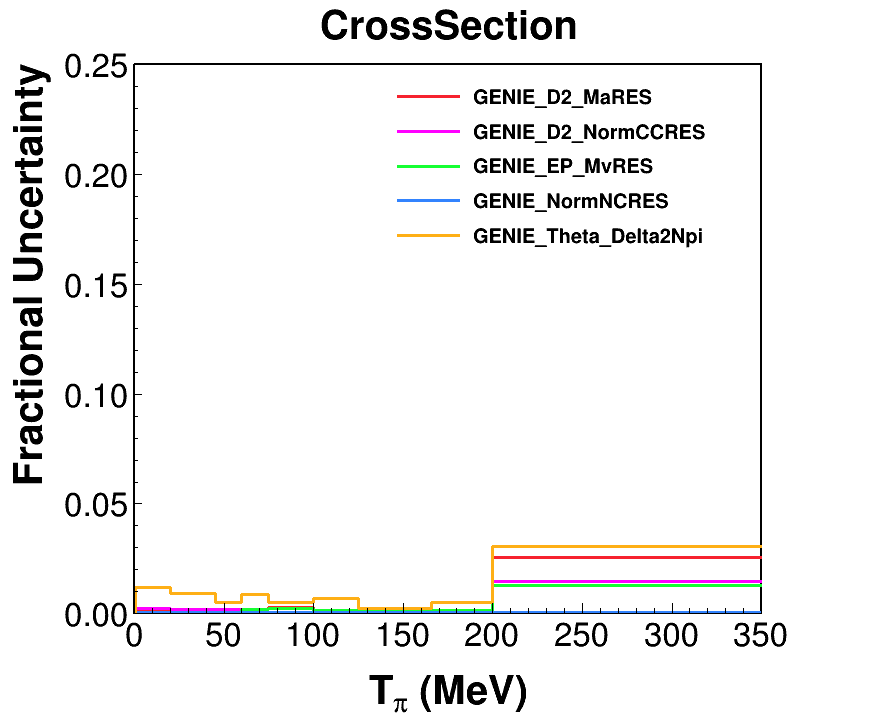 CrossSection
Fractional Uncertainty
0.25
0.20
0.15
0.10
0.05
0.00
GENIE_D2_MaRES
GENIE_D2_NormCCRES
GENIE_EP_MvRES
GENIE_NormNCRES
GENIE_Theta_Delta2Npi
0 50 100 150 200 250 300 350
Tπ (MeV)